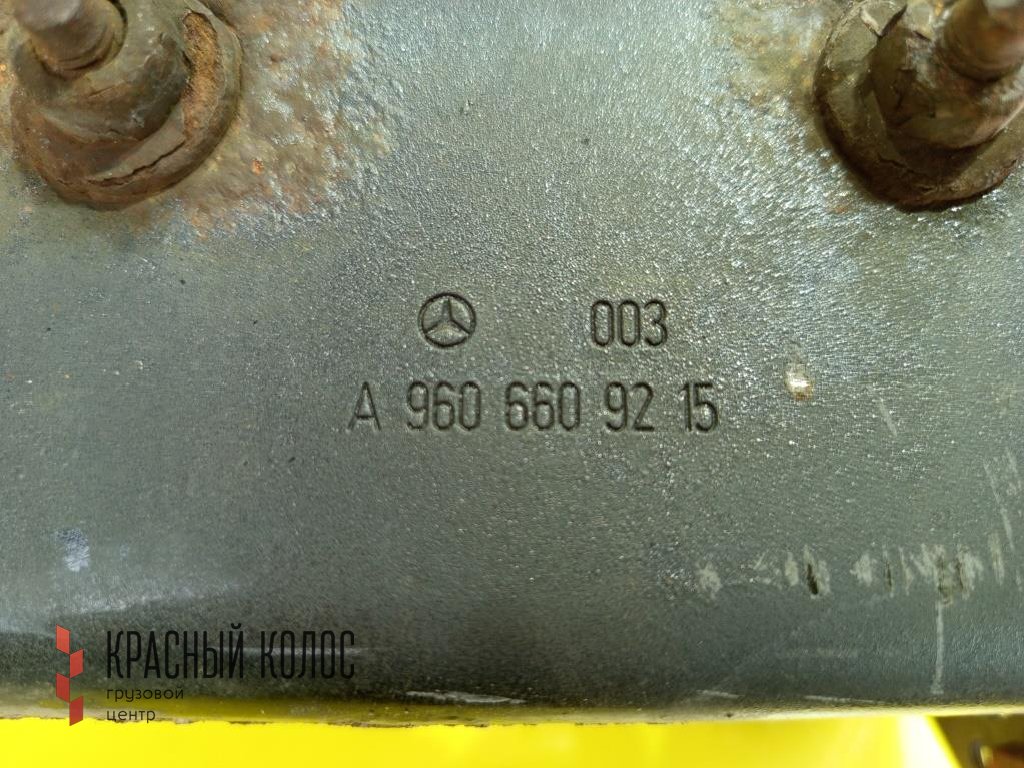 003
A 960 660 92 15
КРАСНЫЙ КОЛОС
грузовой
центр